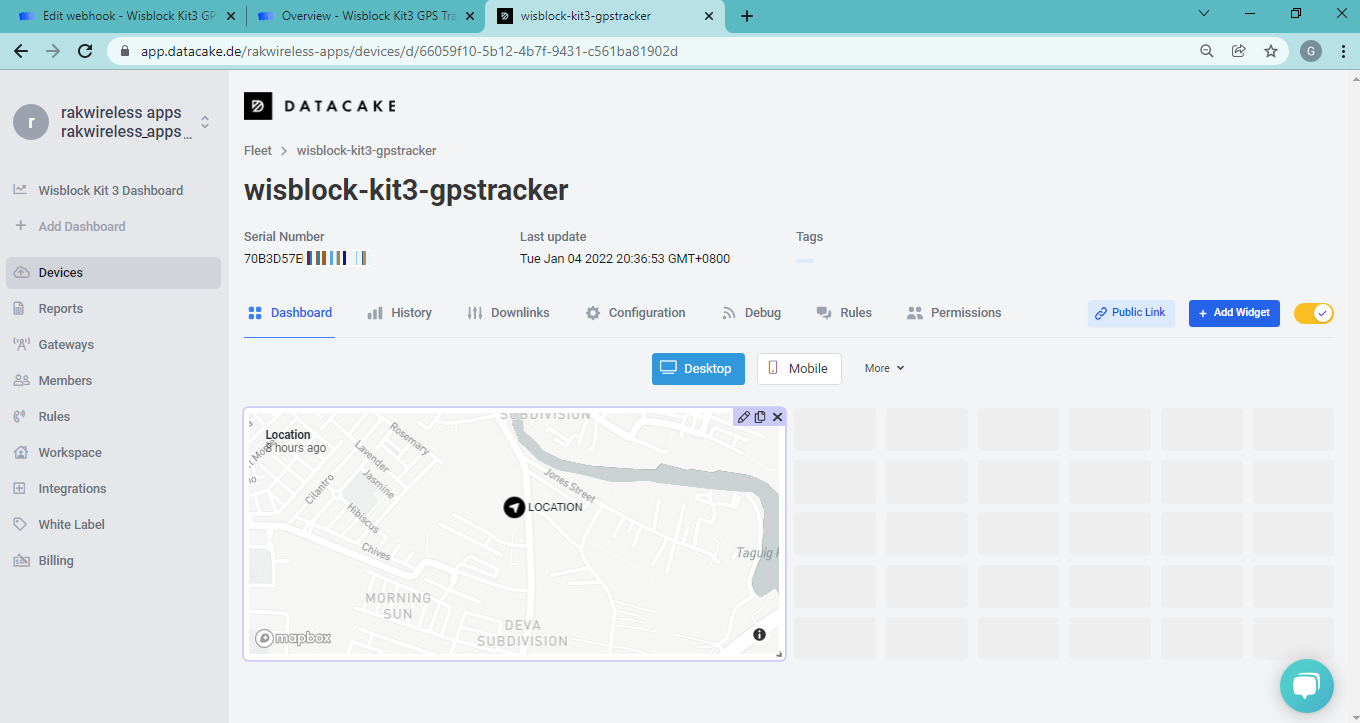 Edit webhook - Wisblock Kit3 GP
Overview - Wisblock Kit3 GPS Tra
wisblock-kit3-gpstracker
app.datacake.de/rakwireless-apps/devices/d/66059f10-5b12-4b7f-9431-c561ba81902d
G
r
rakwireless apps
rakwireless_apps_...
Wisblock Kit 3 Dashboard
Add Dashboard
Devices
Reports
Gateways
Members
Rules
Workspace
Integrations
White Label
Billing
DATACAKE
Fleet > wisblock-kit3-gpstracker
wisblock-kit3-gpstracker
Serial Number
70B3D57E
Last update
Tue Jan 04 2022 20:36:53 GMT+0800
Tags
Dashboard
History
Downlinks
Configuration
Debug
Rules
Permissions
Public Link
+ Add Widget
Desktop
Mobile
More
Location
8 hours ago
SUBDIVISION
Rosemary
Lavender
Jasmine
Cilantro
Hibiscus
Chives
Jones Street
LOCATION
Taguig
MORNING
SUN
DEVA
SUBDIVISION
mapbox